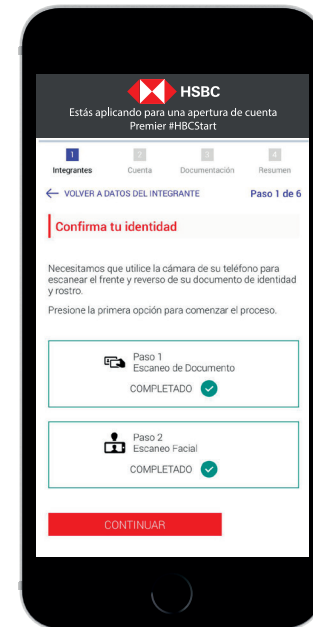 HSBC
Estás aplicando para una apertura de cuenta
Premier #HBCStart
1 2 3 4
Integrantes Cuenta Documentación Resumen
← VOLVER A DATOS DEL INTEGRANTE Paso 1 de 6
Confirma tu identidad
Necesitamos que utilice la cámara de su teléfono para
escanear el frente y reverso de su documento de identidad
y rostro.
Presione la primera opción para comenzar el proceso.
Paso 1
Escaneo de Documento
COMPLETADO
Paso 2
Escaneo Facial
COMPLETADO
CONTINUAR